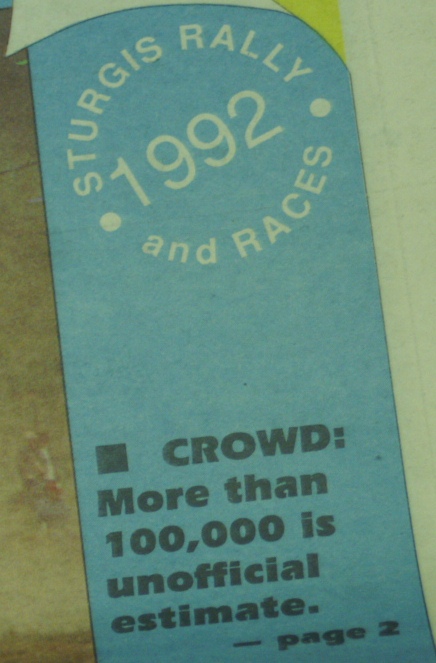 STURGIS RALLY
1992
and RACES
■ CROWD:
More than
100,000 is
unofficial
estimate.
— page 2